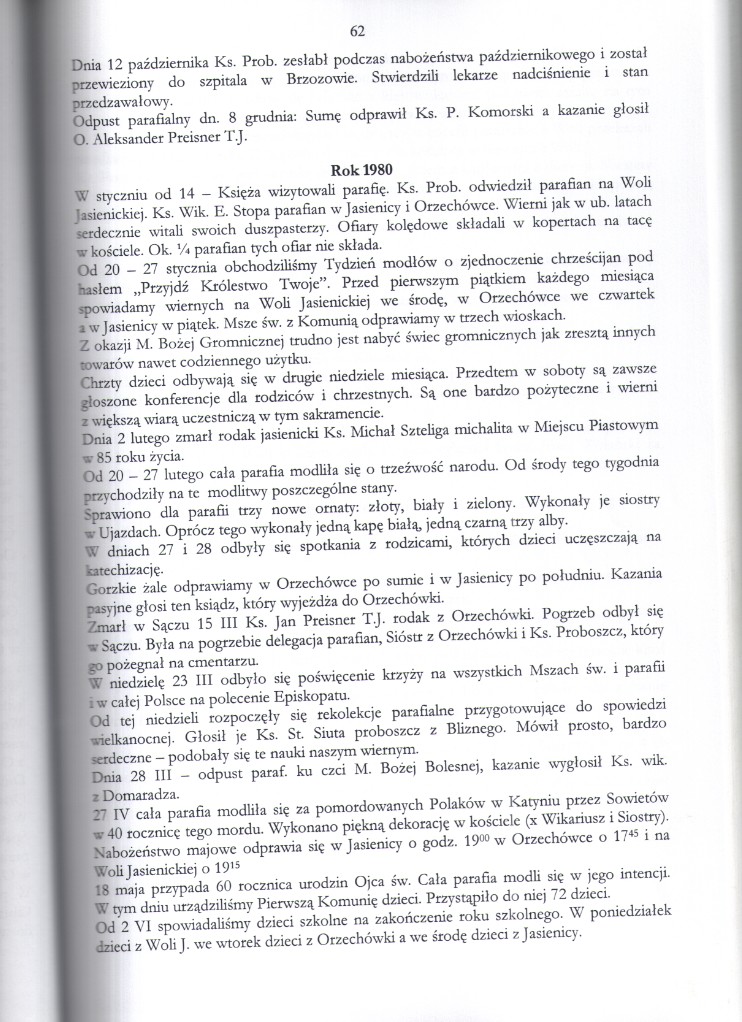 62
Dnia 12 października Ks. Prob. zesłabł podczas nabożeństwa październikowego i został
przewieziony do szpitala w Brzozowie. Stwierdzili lekarze nadciśnienie i stan
przedzawałowy.
Odpust parafialny dn. 8 grudnia: Sumę odprawił Ks. P. Komorski a kazanie głosił
O. Aleksander Preisner T.J.
Rok 1980
W styczniu od 14 – Księża wizytowali parafię. Ks. Prob. odwiedził parafian na Woli
Jasienickiej. Ks. Wik. E. Stopa parafian w Jasienicy i Orzechówce. Wierni jak w ub. latach
serdecznie witali swoich duszpasterzy. Ofiary kolędowe składali w kopertach na tacę
w kościele. Ok. ¼ parafian tych ofiar nie składa.
Od 20 – 27 stycznia obchodziliśmy Tydzień modłów o zjednoczenie chrześcijan pod
hasłem „Przyjdź Królestwo Twoje”. Przed pierwszym piątkiem każdego miesiąca
spowiadamy wiernych na Woli Jasienickiej we środę, w Orzechówce we czwartek
a w Jasienicy w piątek. Msze św. z Komunią odprawiamy w trzech wioskach.
Z okazji M. Bożej Gromnicznej trudno jest nabyć świec gromnicznych jak zresztą innych
towarów nawet codziennego użytku.
Chrzty dzieci odbywają się w drugie niedziele miesiąca. Przedtem w soboty są zawsze
głoszone konferencje dla rodziców i chrzestnych. Są one bardzo pożyteczne i wierni
z większą wiarą uczestniczą w tym sakramencie.
Dnia 2 lutego zmarł rodak jasienicki Ks. Michał Szteliga michalita w Miejscu Piastowym
w 85 roku życia.
Od 20 – 27 lutego cała parafia modliła się o trzeźwość narodu. Od środy tego tygodnia
przychodziły na te modlitwy poszczególne stany.
Sprawiono dla parafii trzy nowe ornaty: złoty, biały i zielony. Wykonały je siostry
w Ujazdach. Oprócz tego wykonały jedną kapę białą, jedną czarną trzy alby.
W dniach 27 i 28 odbyły się spotkania z rodzicami, których dzieci uczęszczają na
katechizację.
Gorzkie żale odprawiamy w Orzechówce po sumie i w Jasienicy po południu. Kazania
pasyjne głosi ten ksiądz, który wyjeżdża do Orzechówki.
Zmarł w Sączu 15 III Ks. Jan Preisner T.J. rodak z Orzechówki. Pogrzeb odbył się
w Sączu. Była na pogrzebie delegacja parafian, Sióstr z Orzechówki i Ks. Proboszcz, który
go pożegnał na cmentarzu.
W niedzielę 23 III odbyło się poświęcenie krzyży na wszystkich Mszach św. i parafii
i w całej Polsce na polecenie Episkopatu.
Od tej niedzieli rozpoczęły się rekolekcje parafialne przygotowujące do spowiedzi
wielkanocnej. Głosił je Ks. St. Siuta proboszcz z Bliznego. Mówił prosto, bardzo
serdeczne – podobały się te nauki naszym wiernym.
Dnia 28 III – odpust paraf. ku czci M. Bożej Bolesnej, kazanie wygłosił Ks. wik.
z Domaradza.
27 IV cała parafia modliła się za pomordowanych Polaków w Katyniu przez Sowietów
w 40 rocznicę tego mordu. Wykonano piękną dekorację w kościele (x Wikariusz i Siostry).
Nabożeństwo majowe odprawia się w Jasienicy o godz. 19⁰⁰ w Orzechówce o 17⁴⁵ i na
Woli Jasienickiej o 19¹⁵
18 maja przypada 60 rocznica urodzin Ojca św. Cała parafia modli się w jego intencji.
W tym dniu urządziliśmy Pierwszą Komunię dzieci. Przystąpiło do niej 72 dzieci.
Od 2 VI spowiadaliśmy dzieci szkolne na zakończenie roku szkolnego. W poniedziałek
dzieci z Woli J. we wtorek dzieci z Orzechówki a we środę dzieci z Jasienicy.